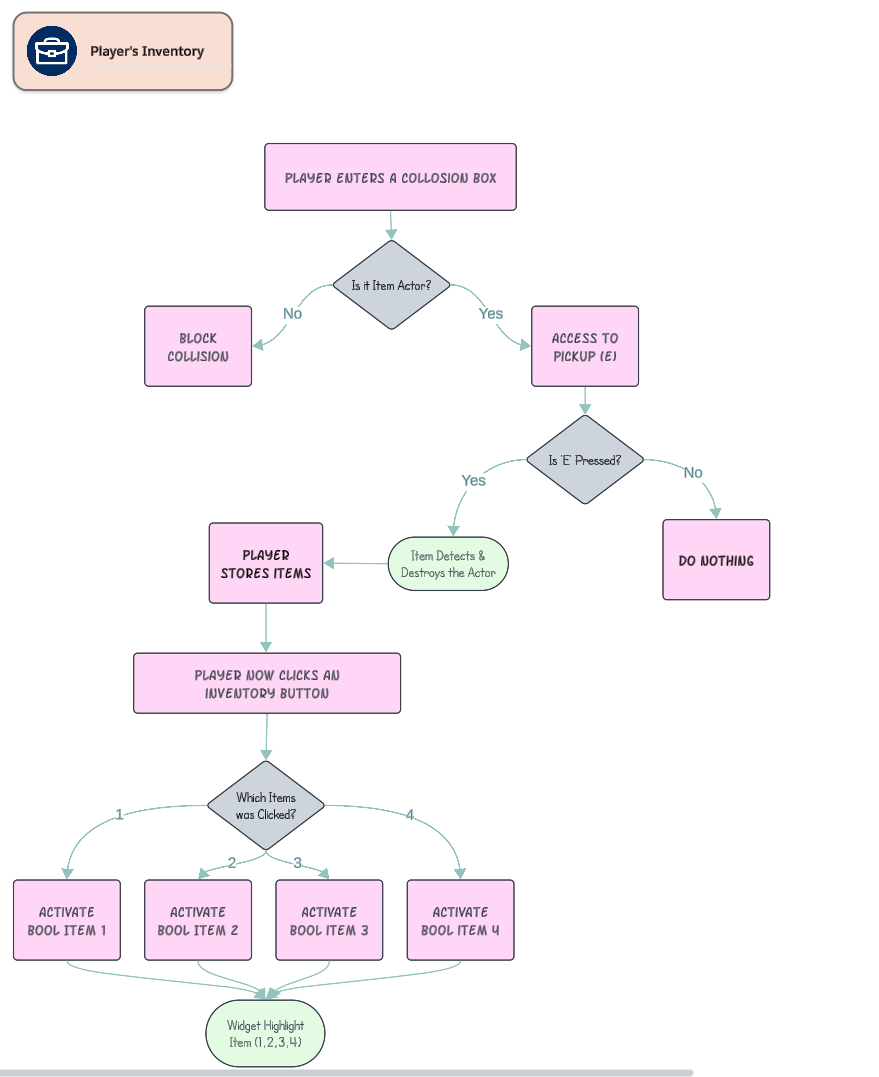 Player's Inventory
PLAYER ENTERS A COLLOSION BOX
Is it Item Actor?
No
Yes
BLOCK
COLLISION
ACCESS TO
PICKUP (E)
Is 'E' Pressed?
Yes
No
Item Detects &
Destroys the Actor
PLAYER
STORES ITEMS
DO NOTHING
PLAYER NOW CLICKS AN
INVENTORY BUTTON
Which Items
was Clicked?
1
2
3
4
ACTIVATE
BOOL ITEM 1
ACTIVATE
BOOL ITEM 2
ACTIVATE
BOOL ITEM 3
ACTIVATE
BOOL ITEM 4
Widget Highlight
Item (1,2,3,4)